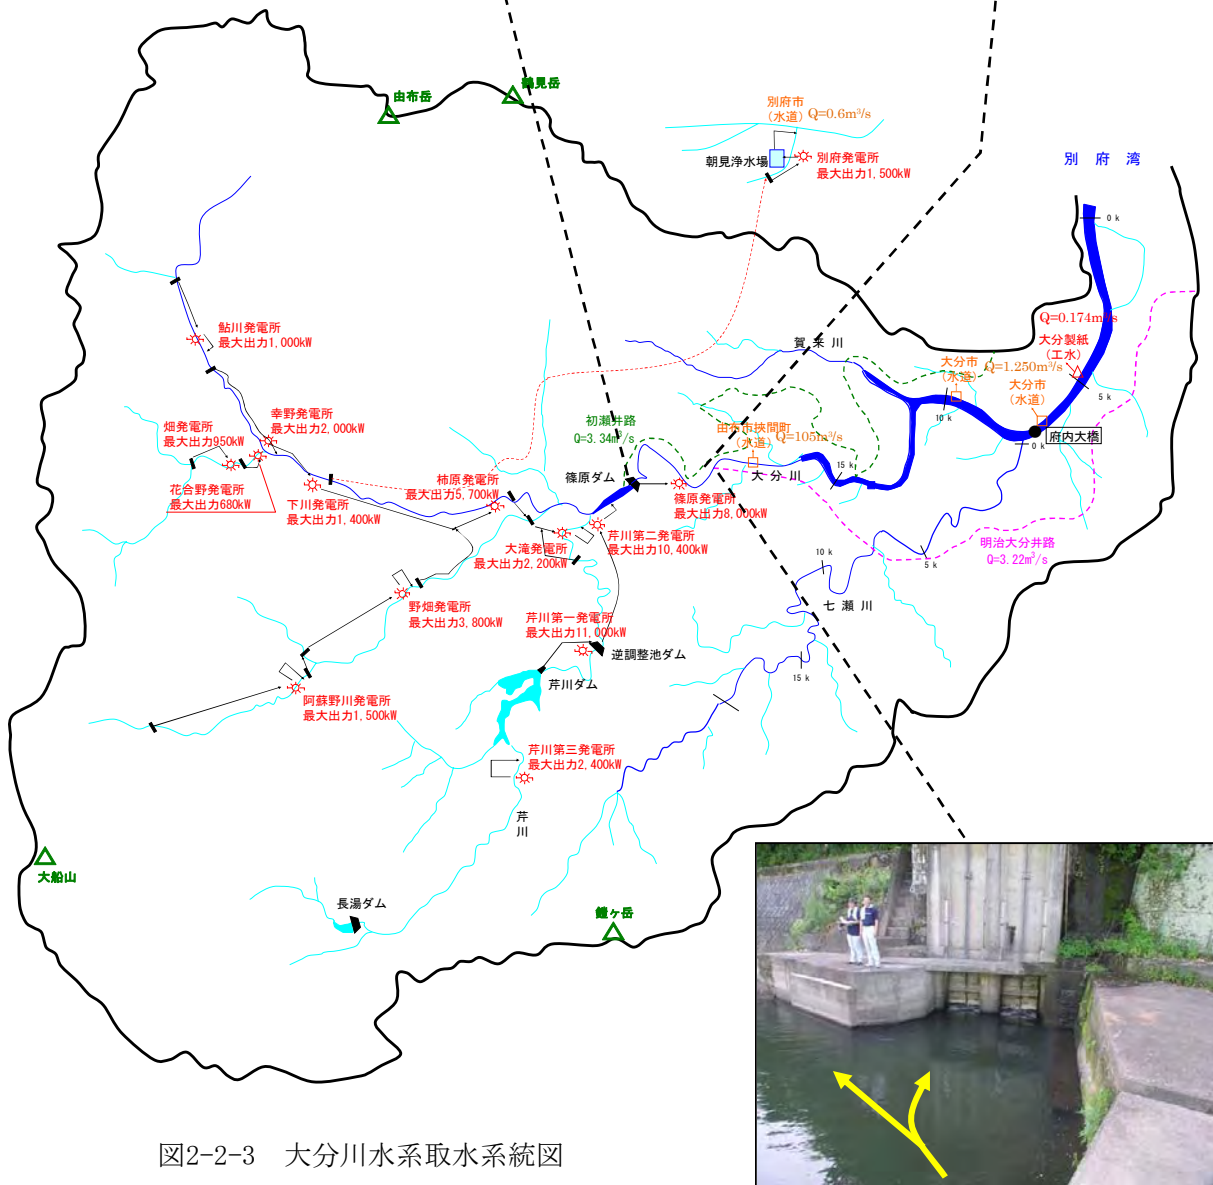 鶴見岳
由布岳
別府市
(水道)
Q=0.6m³/s
朝見浄水場
別府発電所
最大出力1,500kW
別府湾
0k
鮎川発電所
最大出力1,000kW
賀来川
Q=0.174m³/s
大分製紙
(工水)
大分市
(水道)
Q=1.250m³/s
大分市
(水道)
5k
10k
府内大橋
0k
幸野発電所
最大出力2,000kW
畑発電所
最大出力950kW
花合野発電所
最大出力680kW
下川発電所
最大出力1,400kW
初瀬井路
Q=3.34m³/s
由布市挾間町
(水道)
Q=105m³/s
15k
大分川
篠原ダム
篠原発電所
最大出力8,000kW
柿原発電所
最大出力5,700kW
大滝発電所
最大出力2,200kW
芹川第二発電所
最大出力10,400kW
明治大分井路
Q=3.22m³/s
10k
5k
七瀬川
15k
野畑発電所
最大出力3,800kW
芹川第一発電所
最大出力11,000kW
逆調整池ダム
芹川ダム
阿蘇野川発電所
最大出力1,500kW
芹川第三発電所
最大出力2,400kW
芹川
大船山
長湯ダム
鎧ヶ岳
図2-2-3 大分川水系取水系統図